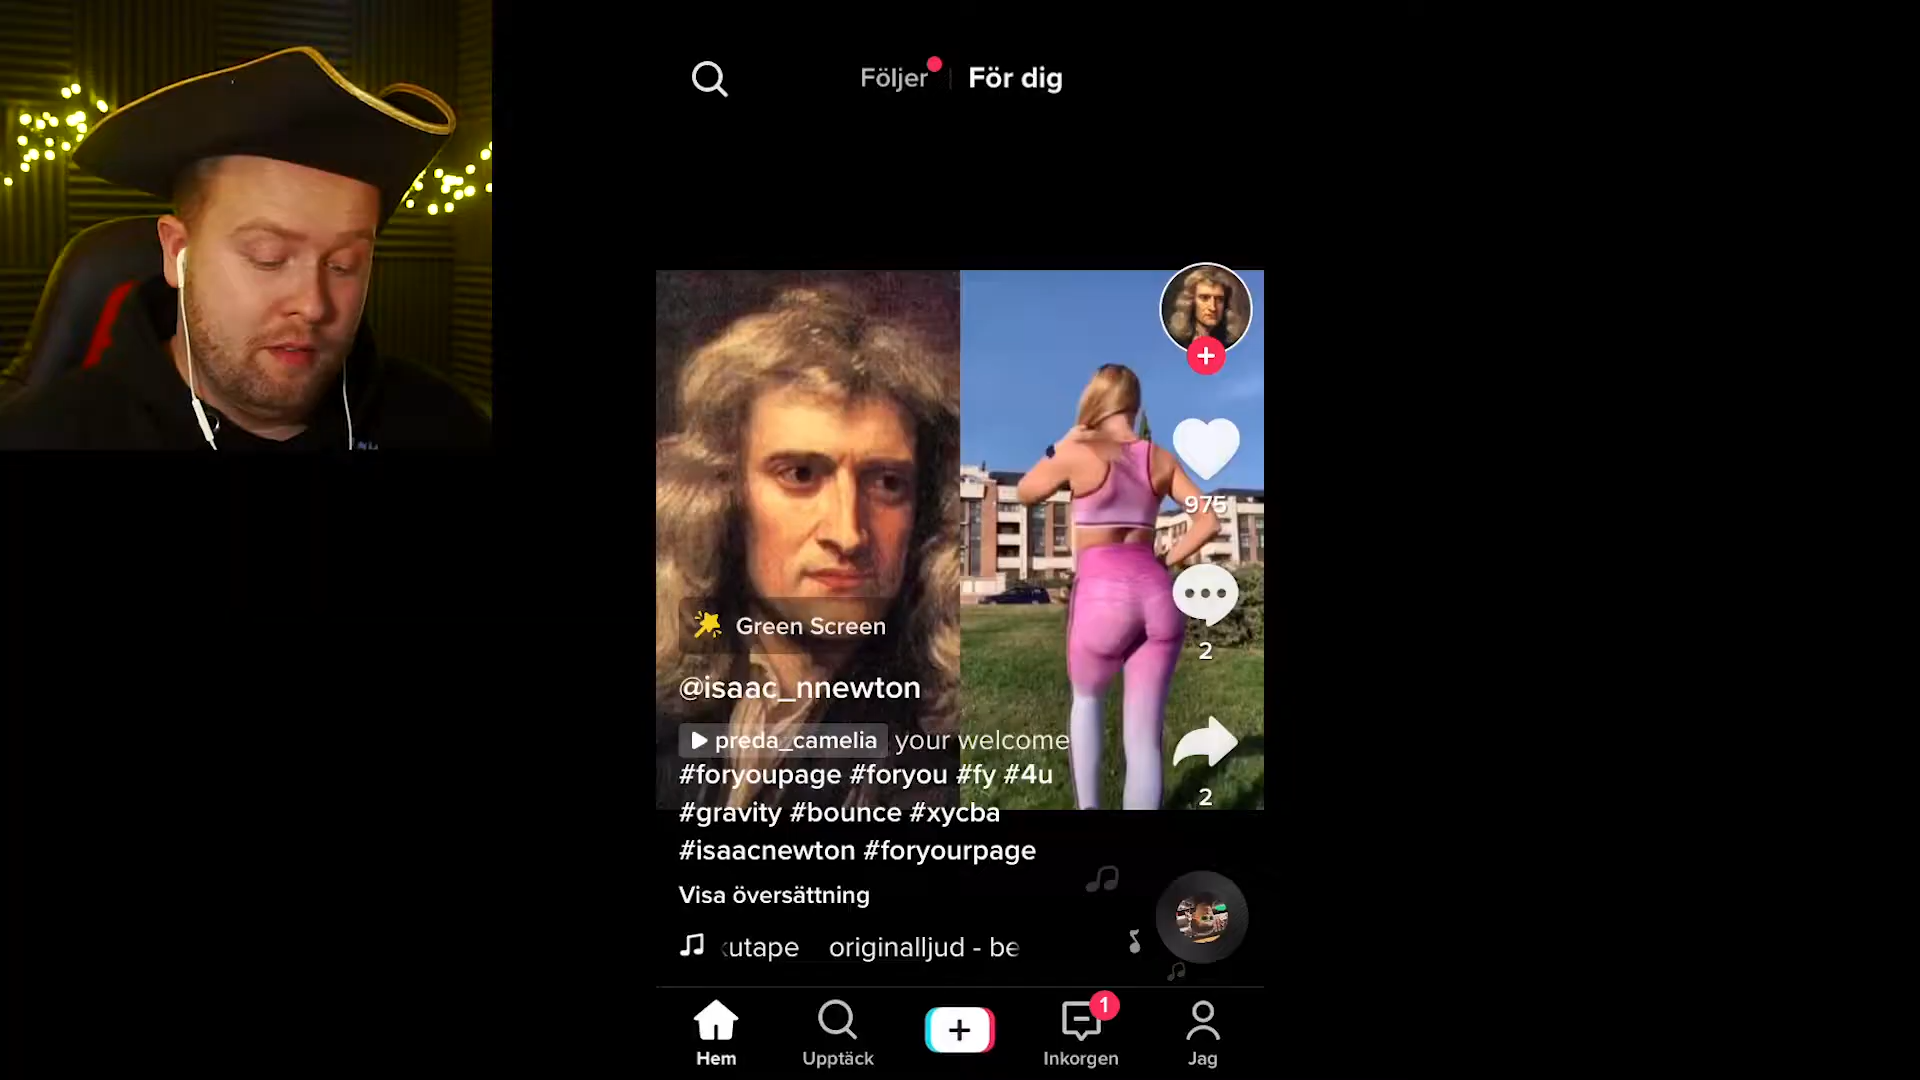 Följer
För dig
975
Green Screen
2
@isaac_nnewton
preda_camelia your welcome
#foryoupage #foryou #fy #4u
2
#gravity #bounce #xycba
#isaacnewton #foryourpage
Visa översättning
utape originalljud - be
1
Hem
Upptäck
Inkorgen
Jag